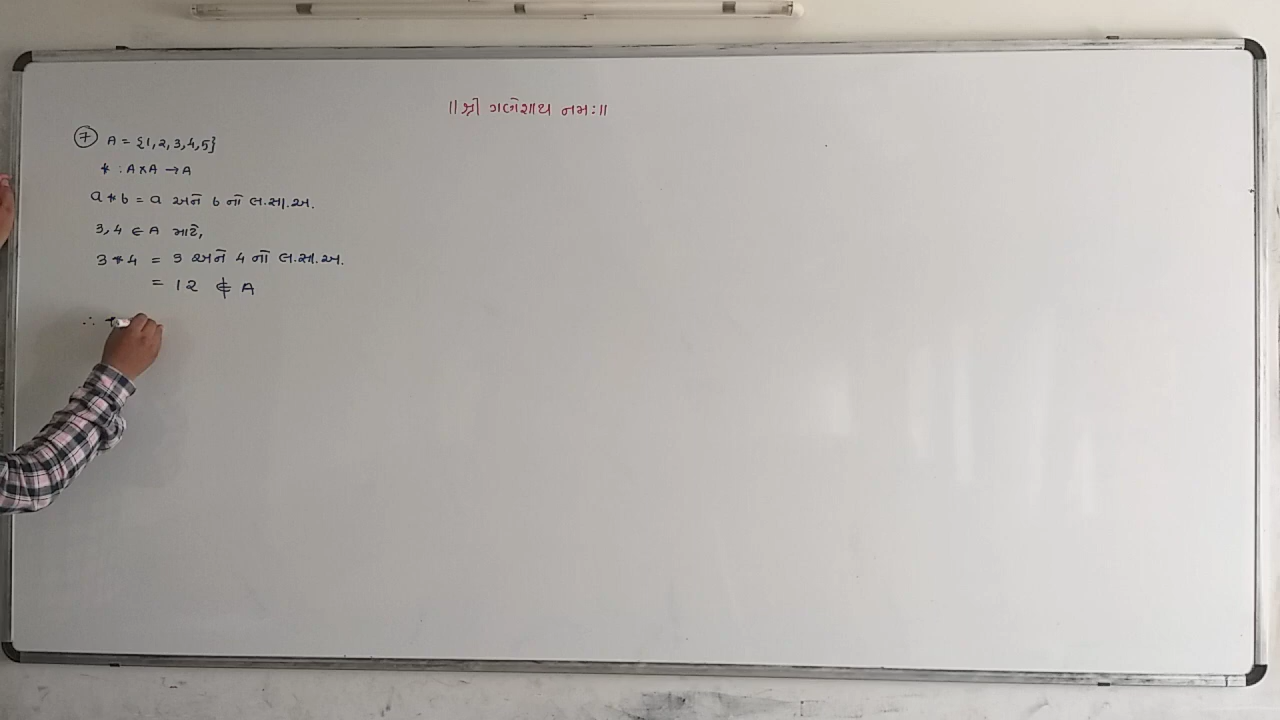 ॥ શ્રી ગણેશાય નમઃ॥
7 A = {1,2,3,4,5}
* : A×A → A
a * b = a અને b નો લ.સા.અ.
3,4 ∈ A માટે,
3 * 4 = 3 અને 4 નો લ.સા.અ.
= 12 ∉ A
∴ *